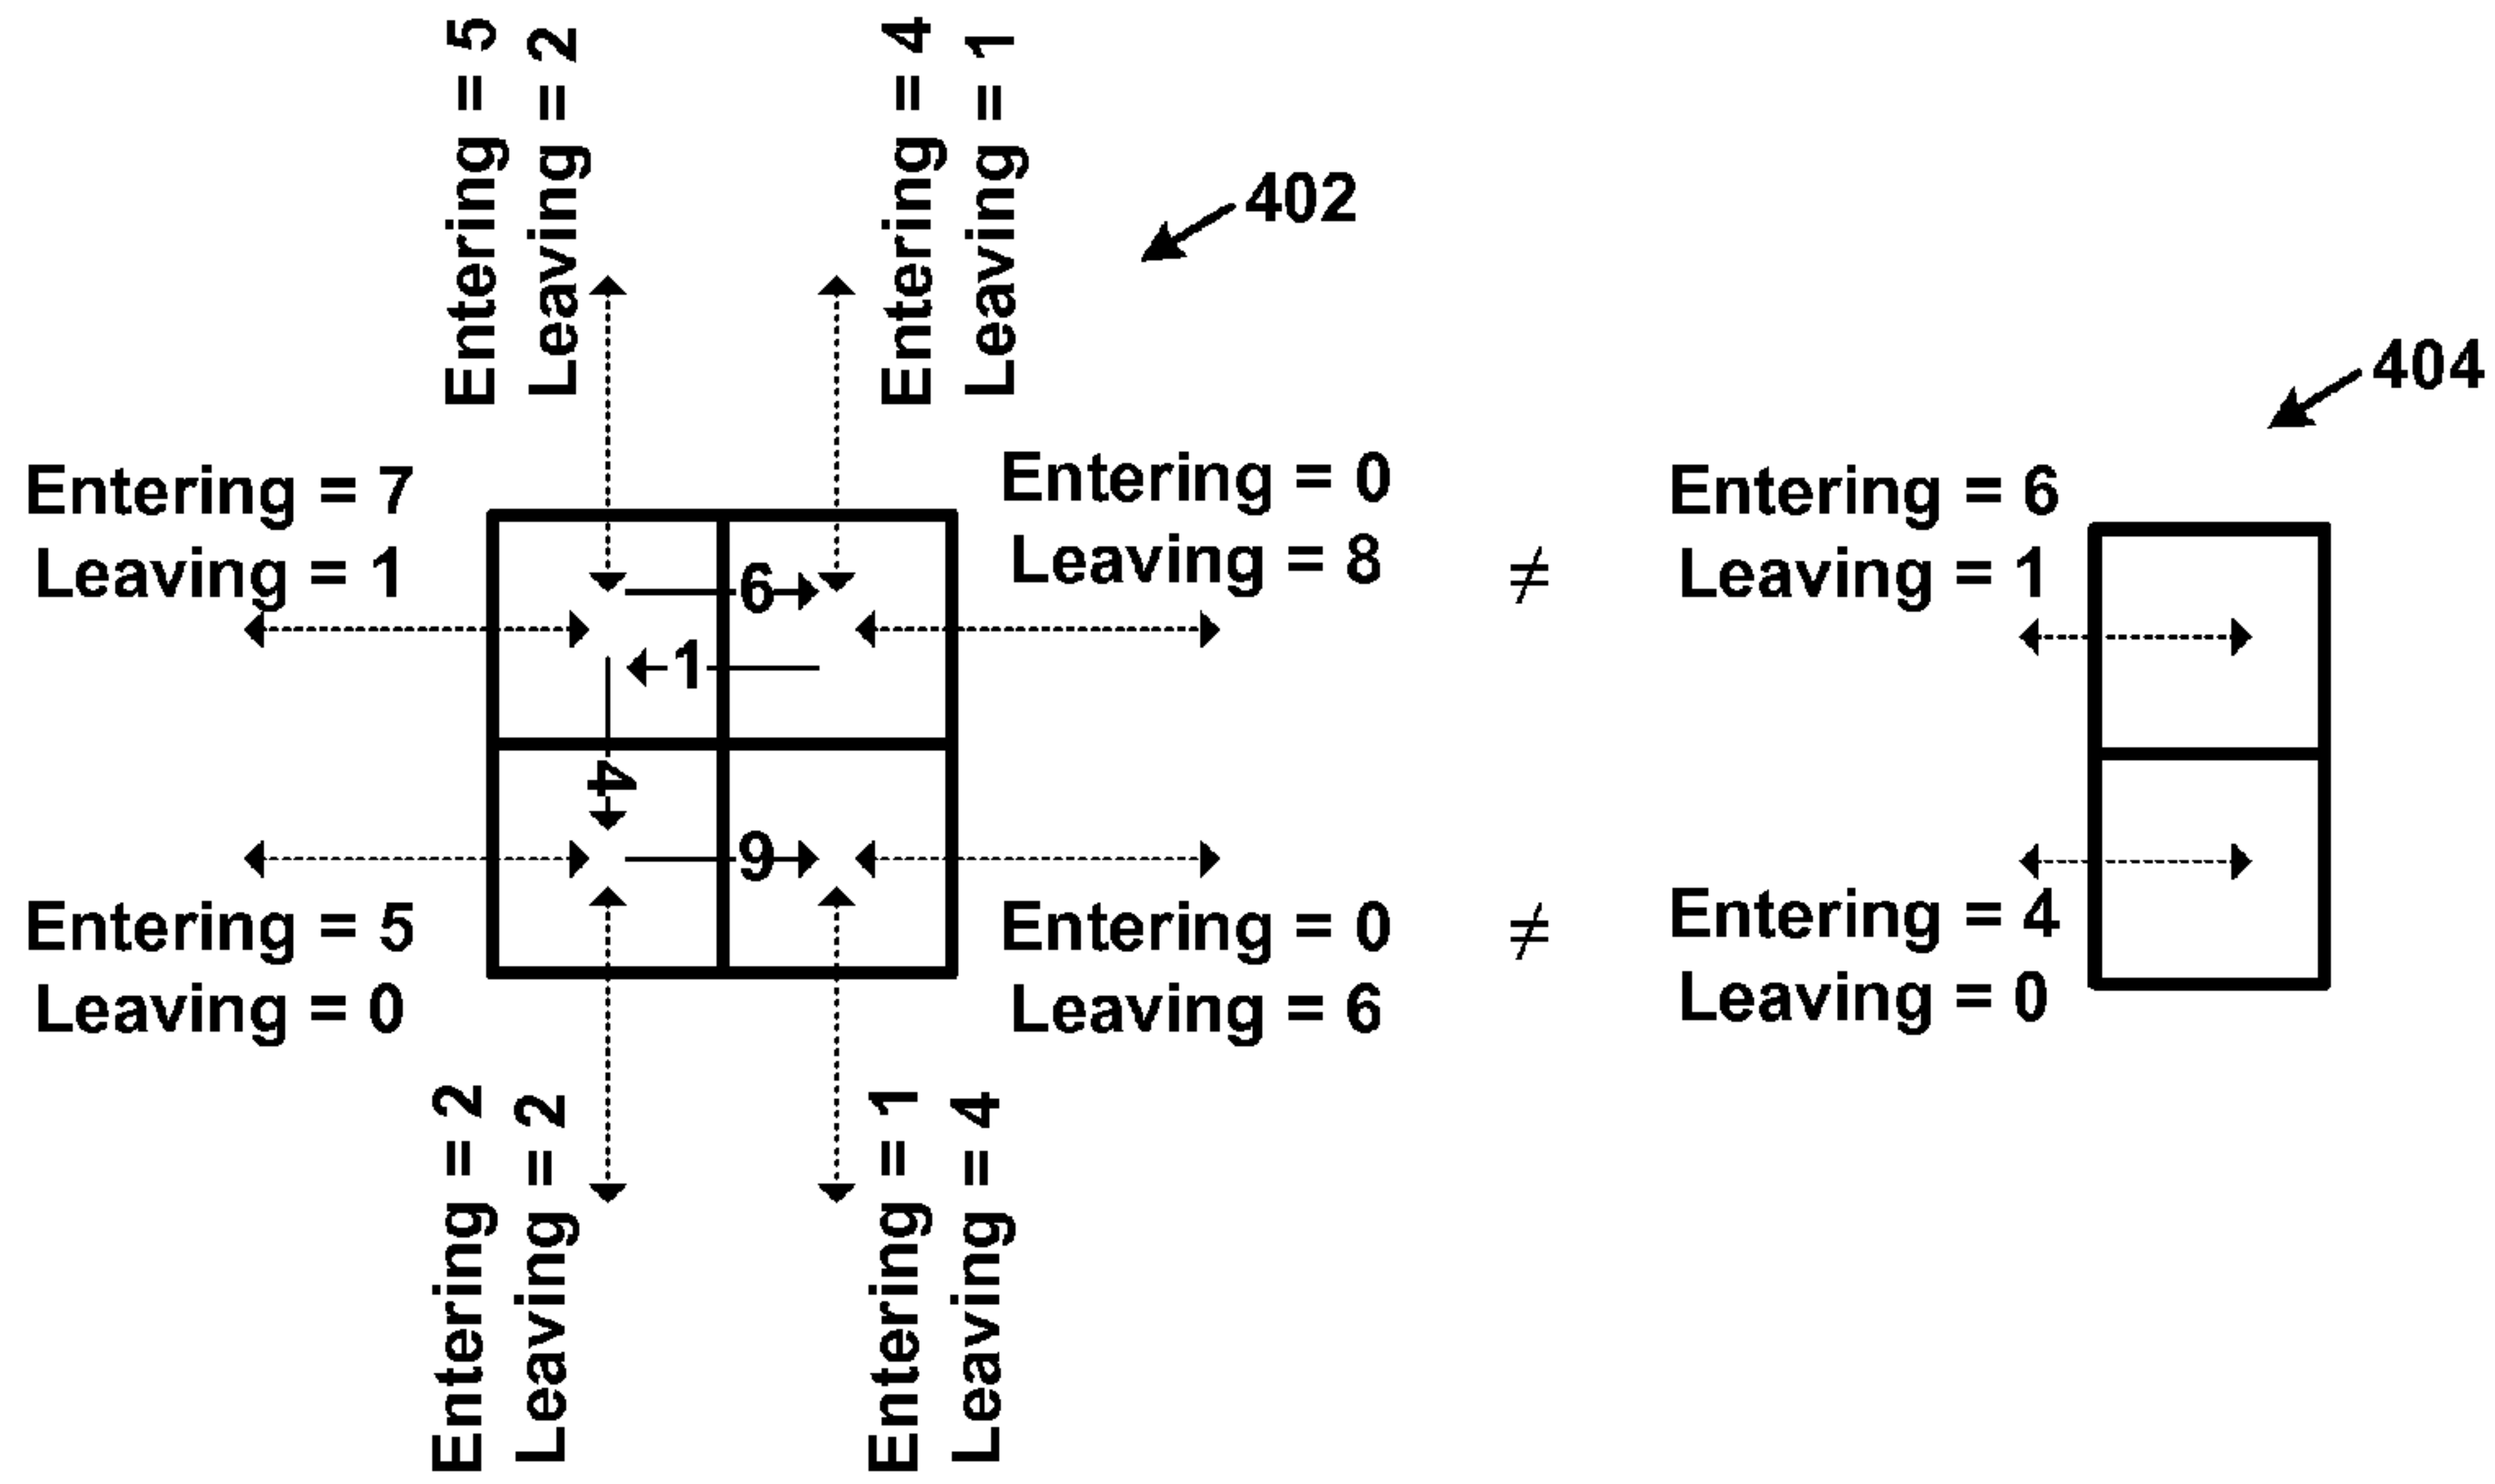 Entering = 5
Leaving = 2
Entering = 4
Leaving = 1
402
404
Entering = 7
Leaving = 1
Entering = 0
Leaving = 8
≠
Entering = 6
Leaving = 1
6
1
4
9
Entering = 5
Leaving = 0
Entering = 0
Leaving = 6
≠
Entering = 4
Leaving = 0
Entering = 2
Leaving = 2
Entering = 1
Leaving = 4